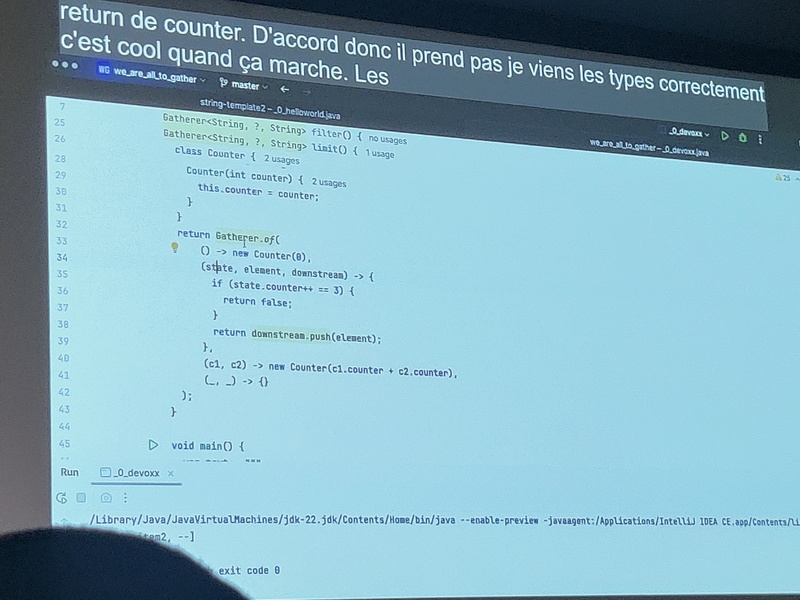 return de counter. D'accord donc il prend pas je viens les types correctement
c'est cool quand ça marche. Les
WG we_are_all_to_gather master
_0_devoxx
string-template2 – _0_helloworld.java
we_are_all_to_gather – _0_devoxx.java
7
25 Gatherer<String, ?, String> filter() { no usages
26 Gatherer<String, ?, String> limit() { 1 usage
25
28 class Counter { 2 usages
29 Counter(int counter) { 2 usages
30 this.counter = counter;
31 }
32 }
33 return Gatherer.of(
34 () -> new Counter(0),
35 (state, element, downstream) -> {
36 if (state.counter++ == 3) {
37 return false;
38 }
39 return downstream.push(element);
40 },
41 (c1, c2) -> new Counter(c1.counter + c2.counter),
42 (_, _) -> {}
43 );
44 }
45 void main() {
Run _0_devoxx ×
/Library/Java/JavaVirtualMachines/jdk-22.jdk/Contents/Home/bin/java --enable-preview -javaagent:/Applications/IntelliJ IDEA CE.app/Contents/
tem2, --]
exit code 0